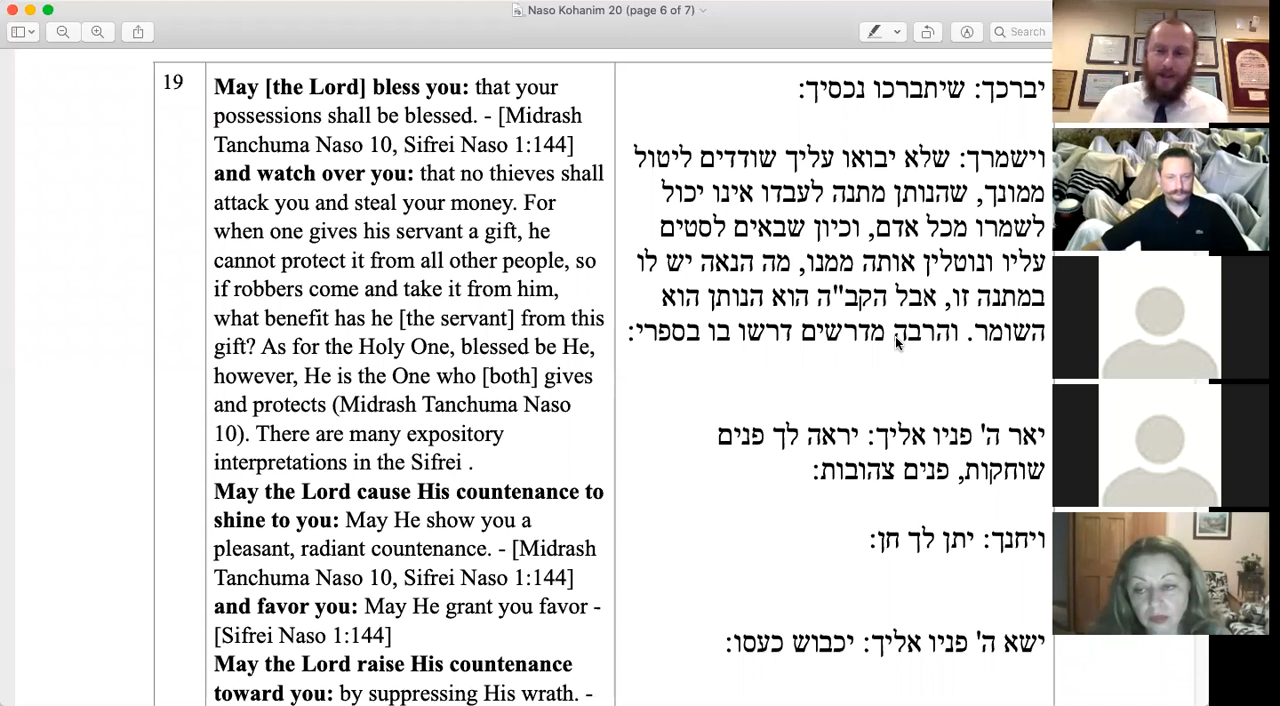 Naso Kohanim 20 (page 6 of 7)
Search
19
May [the Lord] bless you: that your
possessions shall be blessed. - [Midrash
Tanchuma Naso 10, Sifrei Naso 1:144]
and watch over you: that no thieves shall
attack you and steal your money. For
when one gives his servant a gift, he
cannot protect it from all other people, so
if robbers come and take it from him,
what benefit has he [the servant] from this
gift? As for the Holy One, blessed be He,
however, He is the One who [both] gives
and protects (Midrash Tanchuma Naso
10). There are many expository
interpretations in the Sifrei .
May the Lord cause His countenance to
shine to you: May He show you a
pleasant, radiant countenance. - [Midrash
Tanchuma Naso 10, Sifrei Naso 1:144]
and favor you: May He grant you favor -
[Sifrei Naso 1:144]
May the Lord raise His countenance
toward you: by suppressing His wrath. -
יברכך: שיתברכו נכסיך:
וישמרך: שלא יבואו עליך שודדים ליטול
ממונך, שהנותן מתנה לעבדו אינו יכול
לשמרו מכל אדם, וכיון שבאים לסטים
עליו ונוטלין אותה ממנו, מה הנאה יש לו
במתנה זו, אבל הקב"ה הוא הנותן הוא
השומר. והרבה מדרשים דרשו בו בספרי:
יאר ה' פניו אליך: יראה לך פנים
שוחקות, פנים צהובות:
ויחנך: יתן לך חן:
ישא ה' פניו אליך: יכבוש כעסו: